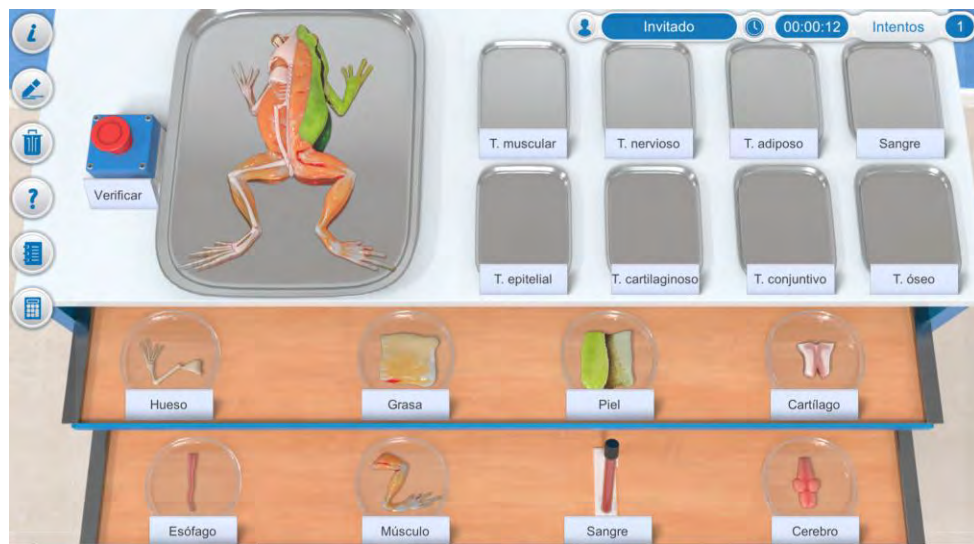 Invitado
00:00:12
Intentos
1
Verificar
T. muscular
T. nervioso
T. adiposo
Sangre
T. epitelial
T. cartilaginoso
T. conjuntivo
T. óseo
Hueso
Grasa
Piel
Cartílago
Esófago
Músculo
Sangre
Cerebro